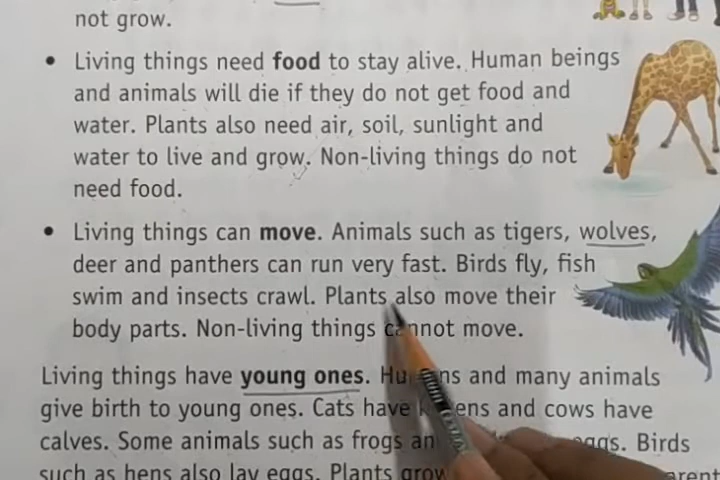 not grow.
• Living things need food to stay alive. Human beings
and animals will die if they do not get food and
water. Plants also need air, soil, sunlight and
water to live and grow. Non-living things do not
need food.
• Living things can move. Animals such as tigers, wolves,
deer and panthers can run very fast. Birds fly, fish
swim and insects crawl. Plants also move their
body parts. Non-living things cannot move.
Living things have young ones. Humans and many animals
give birth to young ones. Cats have kittens and cows have
calves. Some animals such as frogs eggs. Birds
such as hens also lay eggs. Plants grow